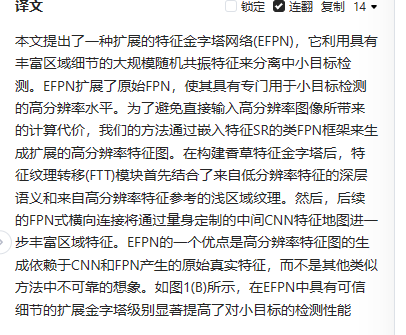 译文 锁定 连翻 复制 14
本文提出了一种扩展的特征金字塔网络(EFPN)，它利用具有
丰富区域细节的大规模随机共振特征来分离中小目标检
测。EFPN扩展了原始FPN，使其具有专门用于小目标检测
的高分辨率水平。为了避免直接输入高分辨率图像所带来
的计算代价，我们的方法通过嵌入特征SR的类FPN框架来生
成扩展的高分辨率特征图。在构建香草特征金字塔后，特
征纹理转移(FTT)模块首先结合了来自低分辨率特征的深层
语义和来自高分辨率特征参考的浅区域纹理。然后，后续
的FPN式横向连接将通过量身定制的中间CNN特征地图进一
步丰富区域特征。EFPN的一个优点是高分辨率特征图的生
成依赖于CNN和FPN产生的原始真实特征，而不是其他类似
方法中不可靠的想象。如图1(B)所示，在EFPN中具有可信
细节的扩展金字塔级别显著提高了对小目标的检测性能